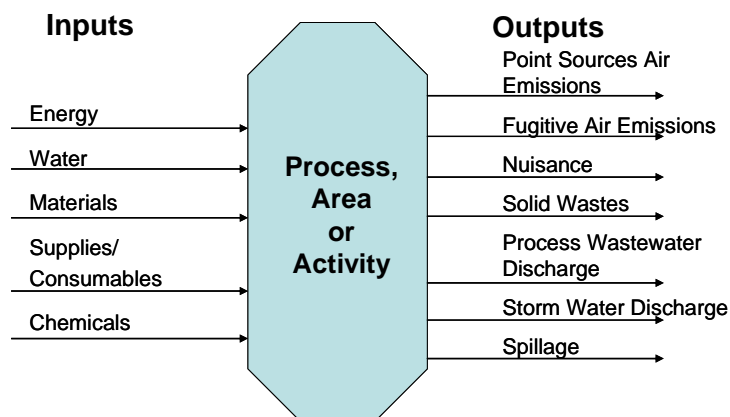 Inputs
Energy
Water
Materials
Supplies/
Consumables
Chemicals
Process,
Area
or
Activity
Outputs
Point Sources Air
Emissions
Fugitive Air Emissions
Nuisance
Solid Wastes
Process Wastewater
Discharge
Storm Water Discharge
Spillage